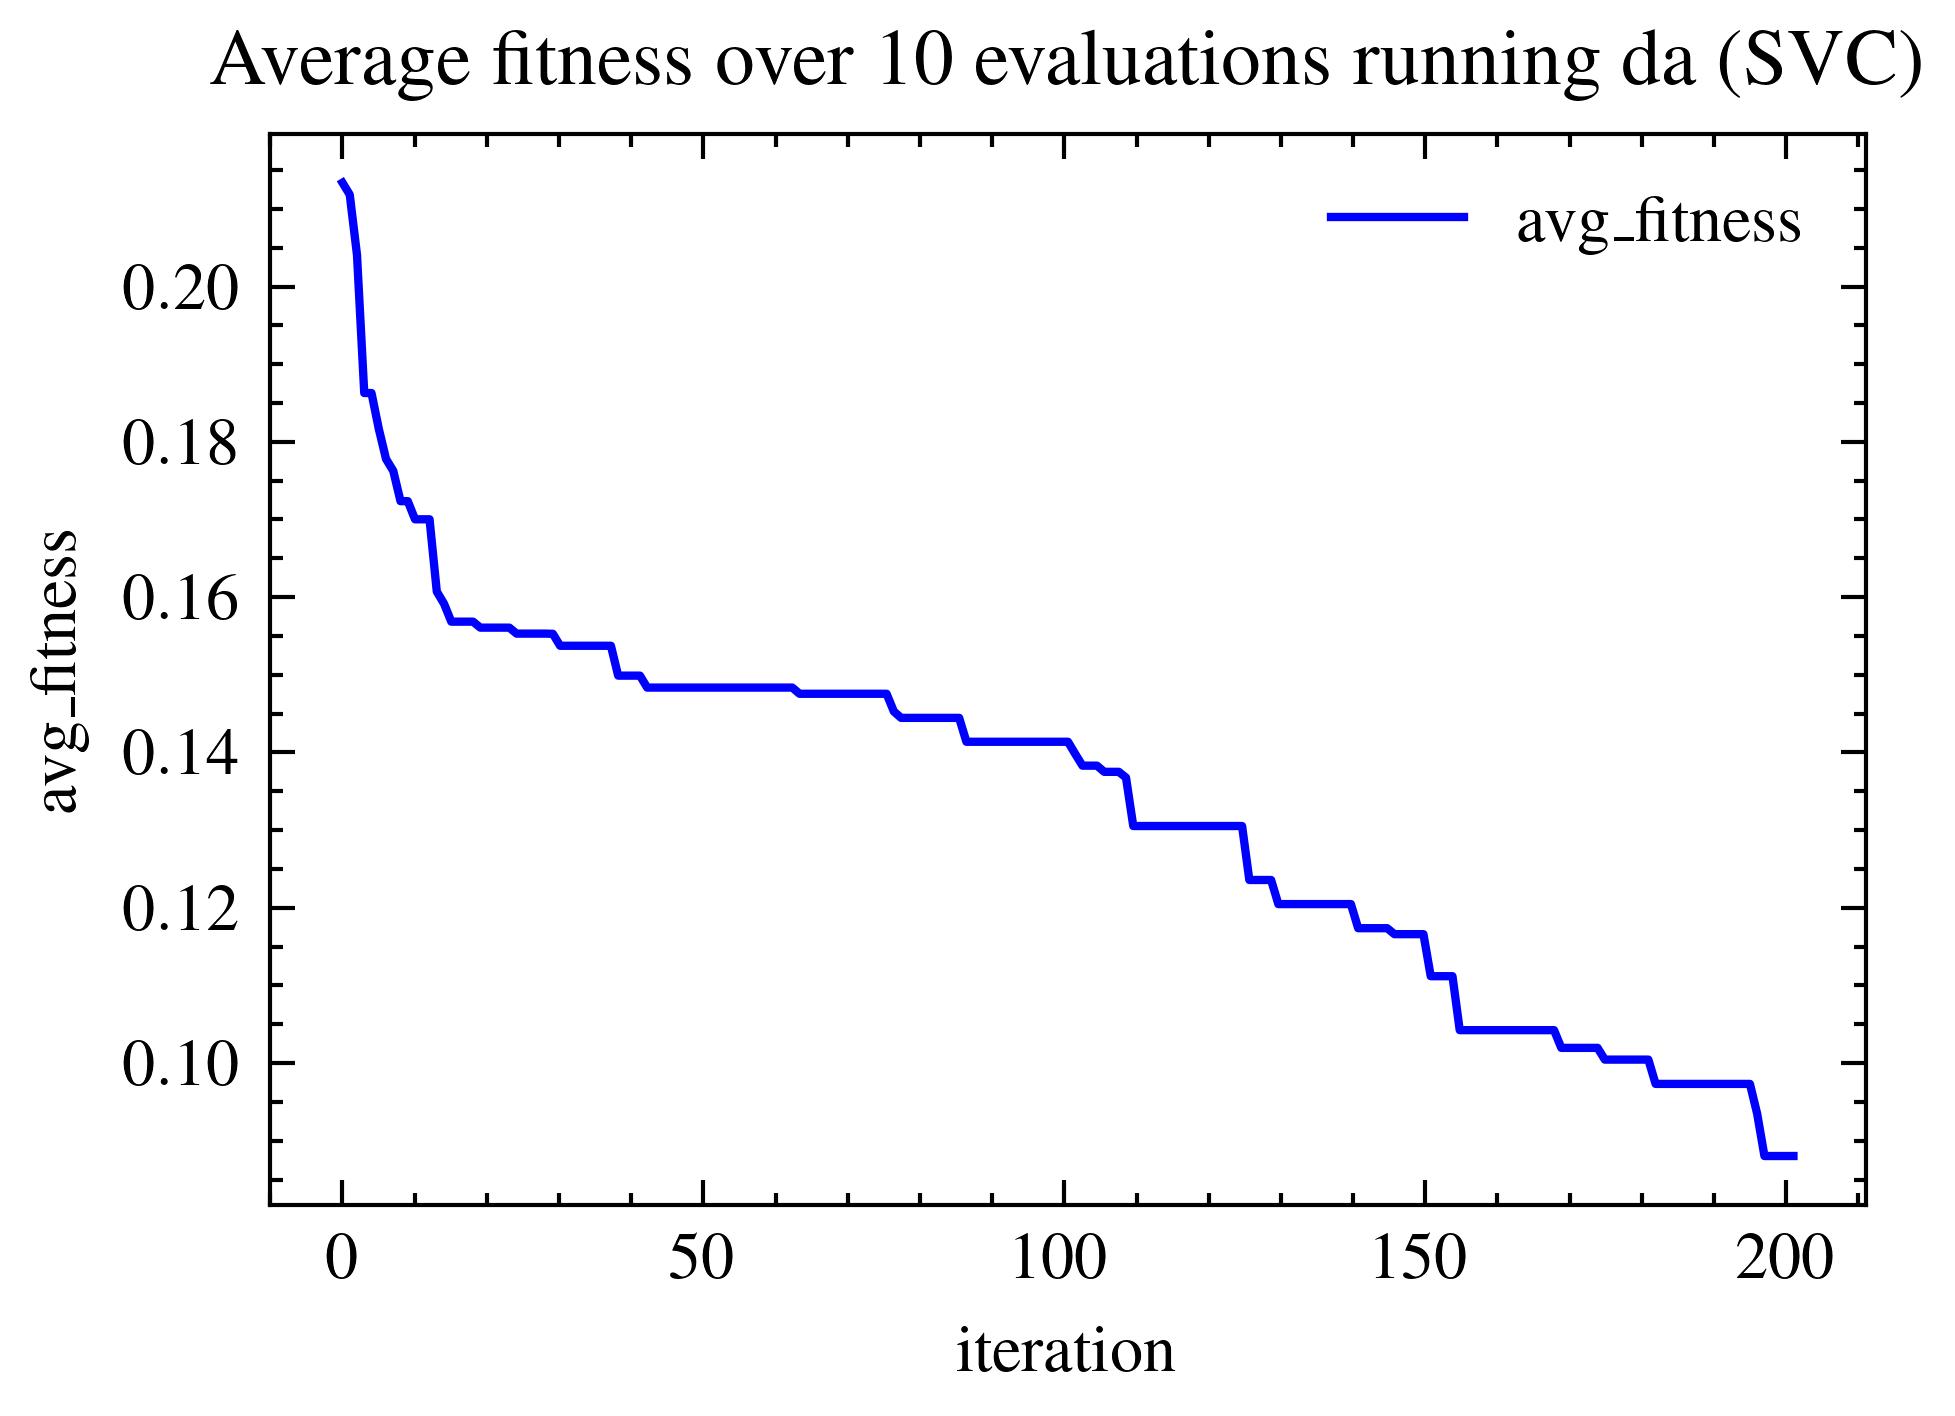 Average fitness over 10 evaluations running da (SVC)
avg_fitness
0.20
0.18
0.16
0.14
0.12
0.10
avg_fitness
0 50 100 150 200
iteration